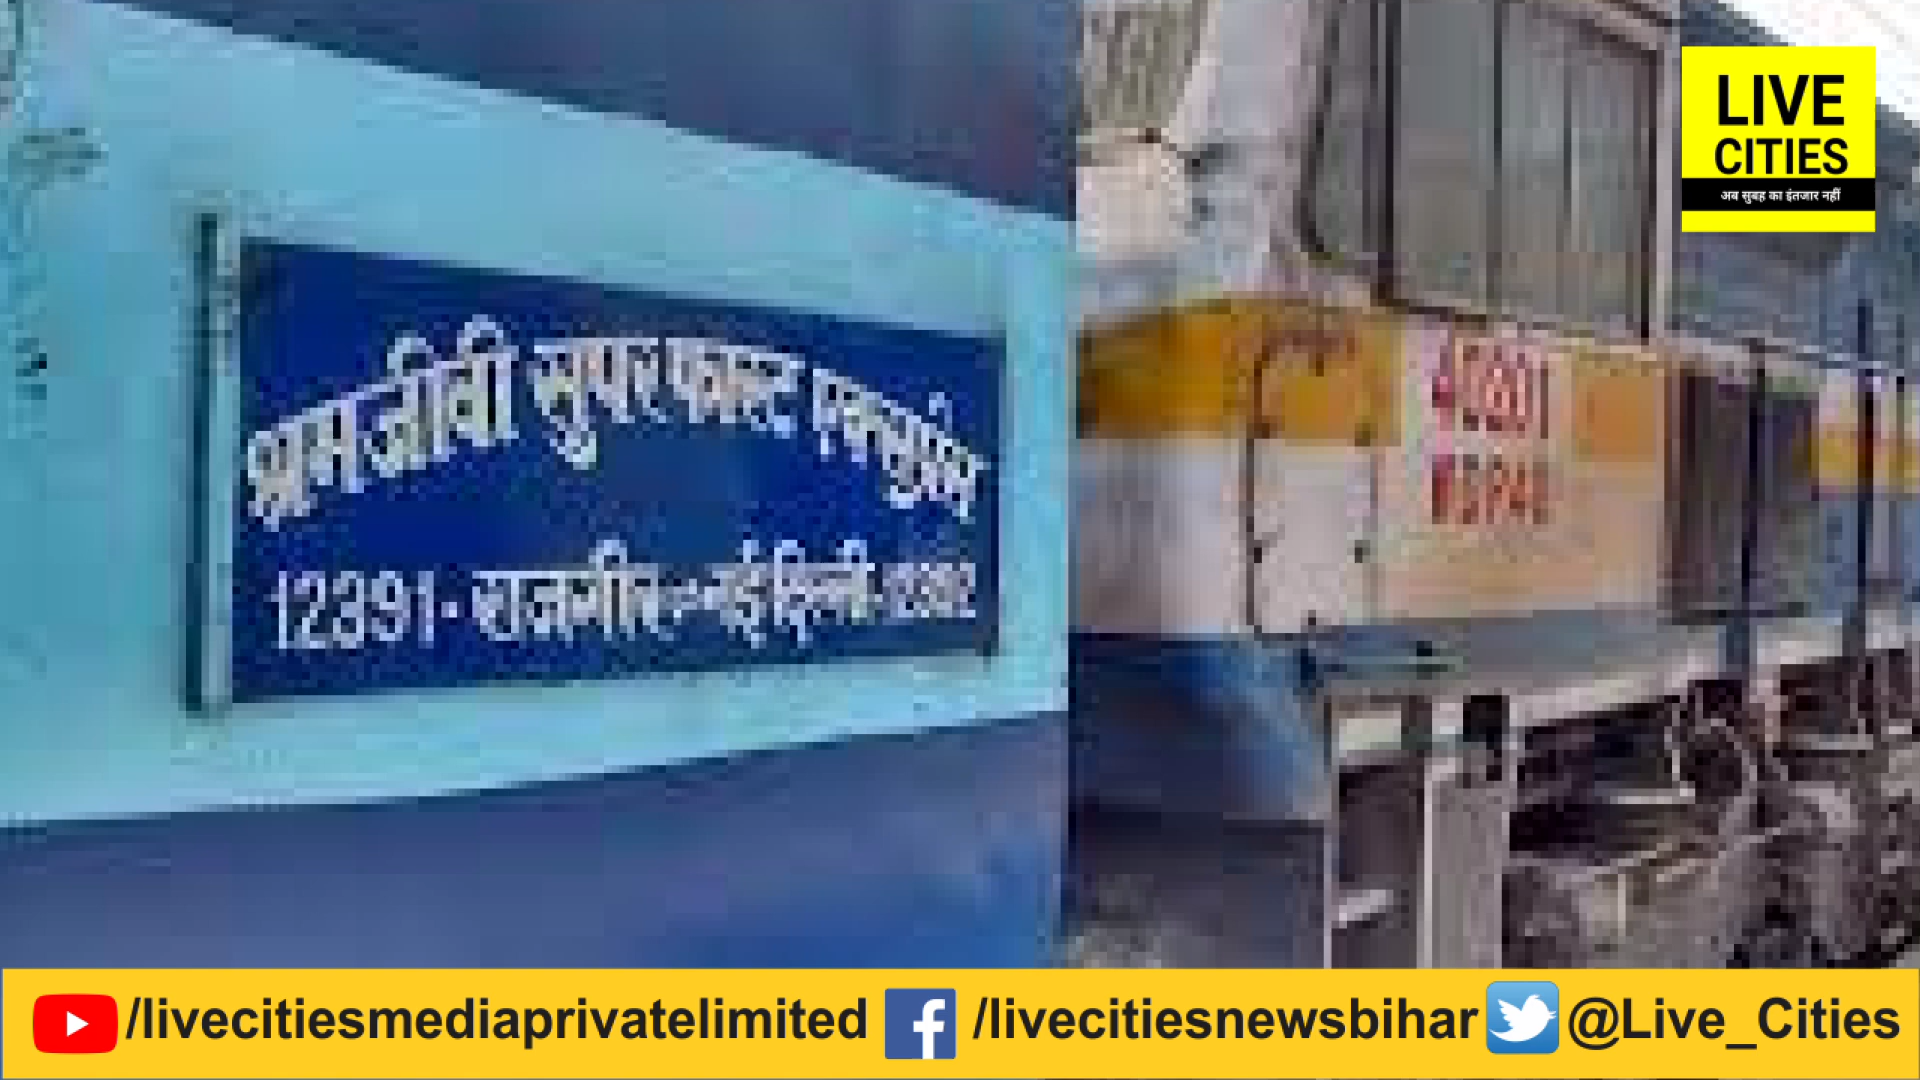 श्रमजीवी सुपरफास्ट एक्सप्रेस
12391-राजगीर-नई दिल्ली-12392
LIVE
CITIES
अब सुबह का इंतजार नहीं
/livecitiesmediaprivatelimited /livecitiesnewsbihar @Live_Cities